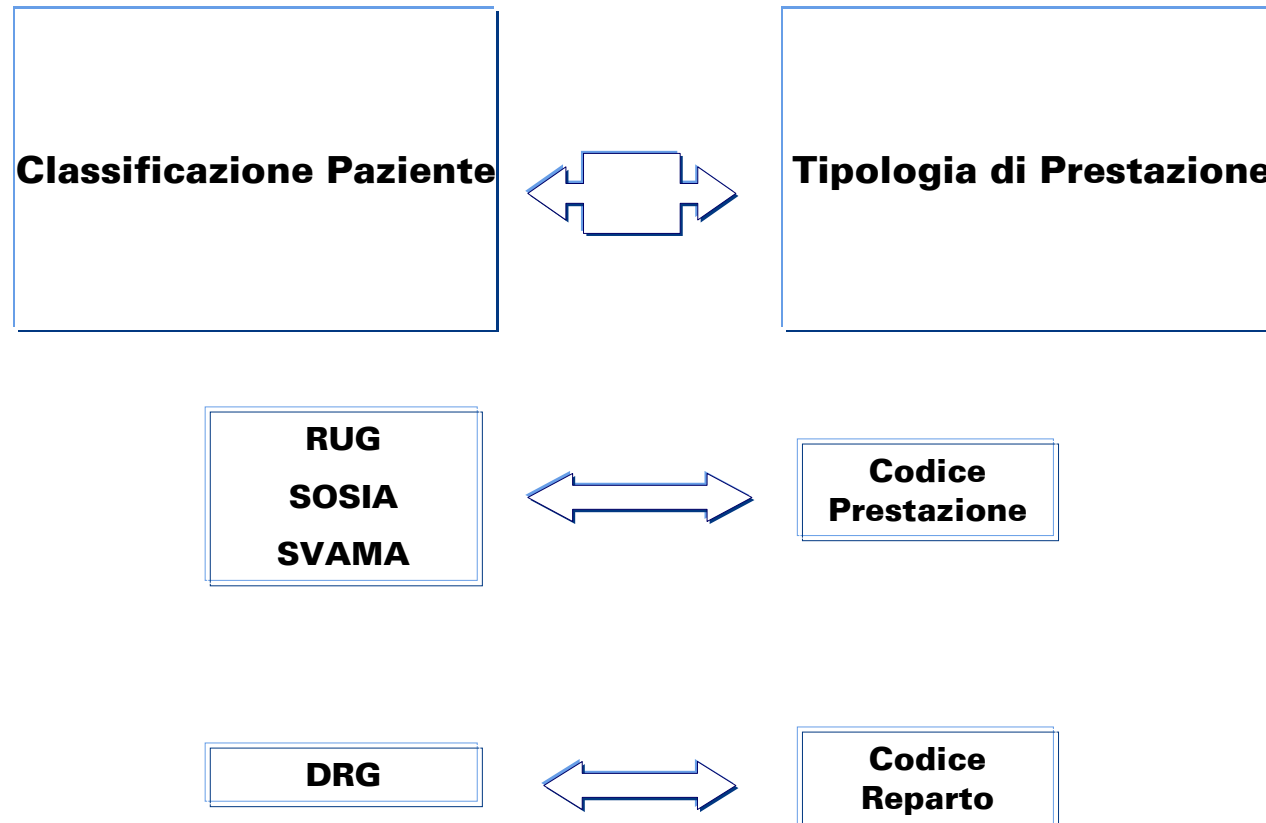 Classificazione Paziente
Tipologia di Prestazione
RUG
SOSIA
SVAMA
Codice
Prestazione
DRG
Codice
Reparto